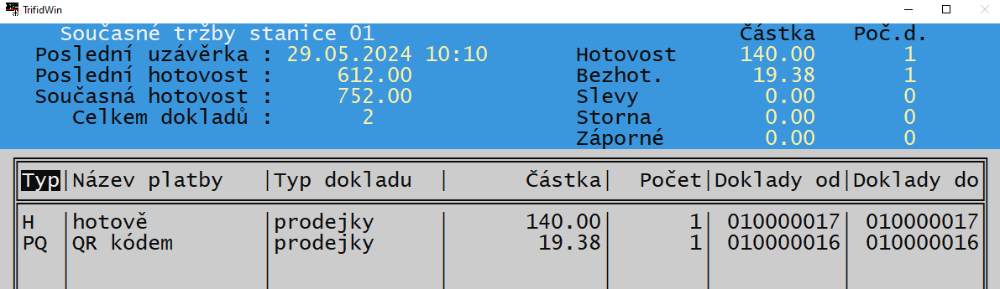 TrifidWin
Současné tržby stanice 01 Částka Poč.d.
Poslední uzávěrka : 29.05.2024 10:10 Hotovost 140.00 1
Poslední hotovost : 612.00 Bezhot. 19.38 1
Současná hotovost : 752.00 Slevy 0.00 0
Celkem dokladů : 2 Storna 0.00 0
Záporné 0.00 0
Typ|Název platby |Typ dokladu | Částka| Počet|Doklady od|Doklady do
H |hotově |prodejky | 140.00| 1| 010000017| 010000017
PQ |QR kódem |prodejky | 19.38| 1| 010000016| 010000016